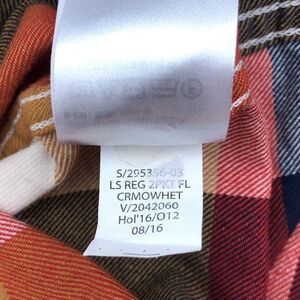 S/295356-03
LS REG 2PKT FL
CRMOWHET
V/2042060
Hol'16/O12
08/16